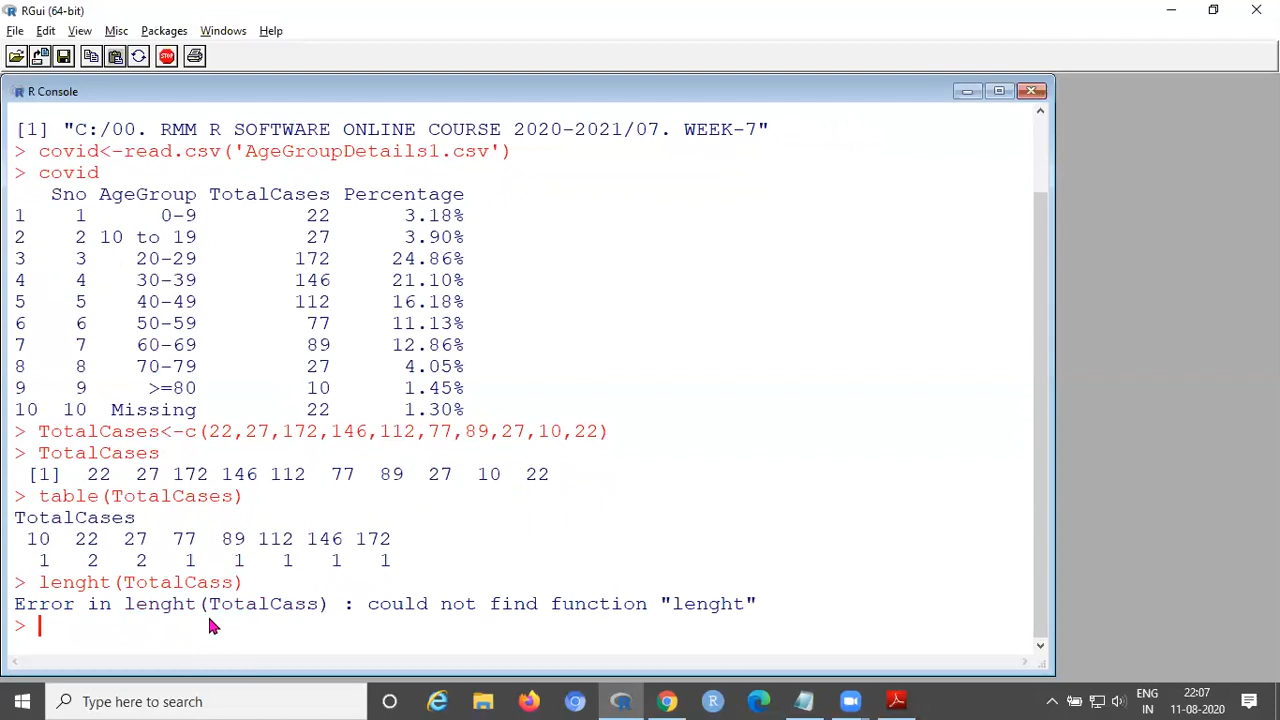 RGui (64-bit)
File Edit View Misc Packages Windows Help
STOP
R Console
[1] "C:/00. RMM R SOFTWARE ONLINE COURSE 2020-2021/07. WEEK-7"
> covid<-read.csv('AgeGroupDetails1.csv')
> covid
Sno AgeGroup TotalCases Percentage
1 1 0-9 22 3.18%
2 2 10 to 19 27 3.90%
3 3 20-29 172 24.86%
4 4 30-39 146 21.10%
5 5 40-49 112 16.18%
6 6 50-59 77 11.13%
7 7 60-69 89 12.86%
8 8 70-79 27 4.05%
9 9 >=80 10 1.45%
10 10 Missing 22 1.30%
> TotalCases<-c(22,27,172,146,112,77,89,27,10,22)
> TotalCases
[1] 22 27 172 146 112 77 89 27 10 22
> table(TotalCases)
TotalCases
10 22 27 77 89 112 146 172
1 2 2 1 1 1 1 1
> lenght(TotalCass)
Error in lenght(TotalCass) : could not find function "lenght"
>
Type here to search
ENG
IN
22:07
11-08-2020